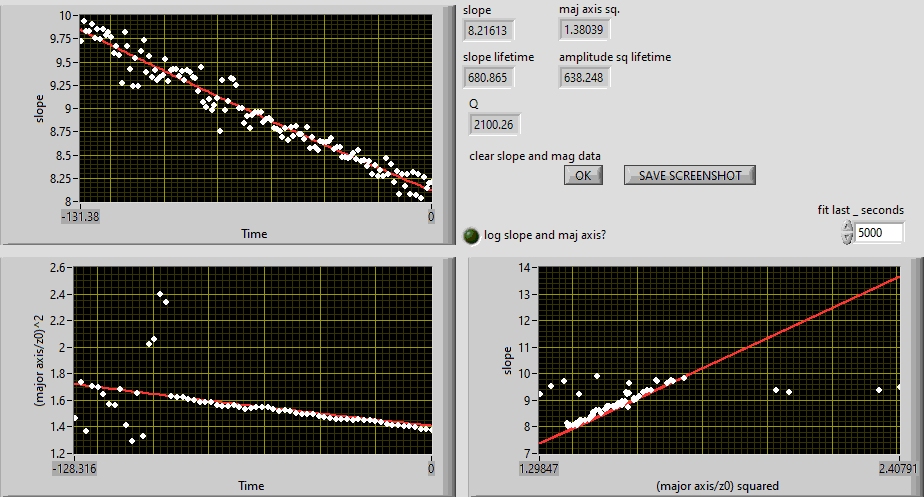 slope
8.21613
maj axis sq.
1.38039
slope lifetime
680.865
amplitude sq lifetime
638.248
Q
2100.26
clear slope and mag data
OK
SAVE SCREENSHOT
fit last _ seconds
5000
log slope and maj axis?
slope
10
9.75
9.5
9.25
9
8.75
8.5
8.25
8
-131.38
0
Time
(major axis/z0)^2
2.6
2.4
2.2
2
1.8
1.6
1.4
1.2
-128.316
0
Time
slope
14
13
12
11
10
9
8
7
1.29847
2.40791
(major axis/z0) squared